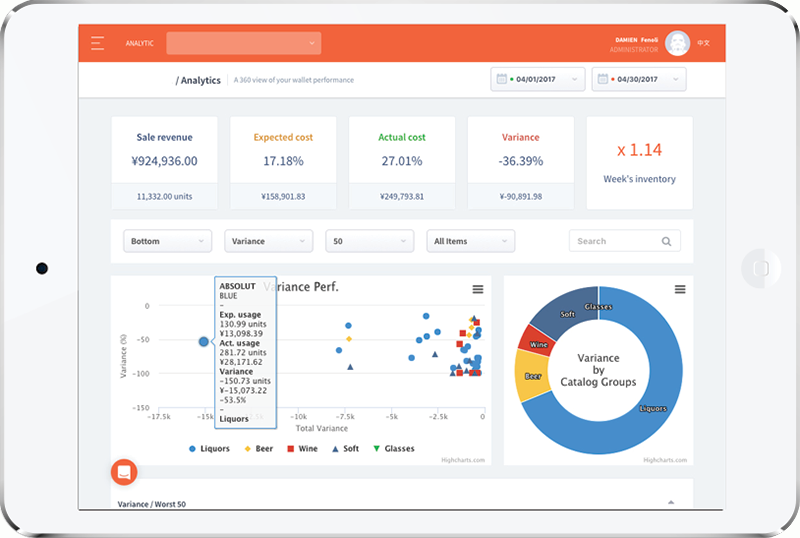 ANALYTIC
DAMIEN Fenoll
ADMINISTRATOR
中文
/ Analytics
A 360 view of your wallet performance
04/01/2017
04/30/2017
Sale revenue
¥924,936.00
11,332.00 units
Expected cost
17.18%
¥158,901.83
Actual cost
27.01%
¥249,793.81
Variance
-36.39%
¥-90,891.98
x 1.14
Week's inventory
Bottom
Variance
50
All Items
Search
Variance Perf.
ABSOLUT
BLUE
–
Exp. usage
130.99 units
¥13,098.39
Act. usage
281.72 units
¥28,171.62
Variance
-150.73 units
¥-15,073.22
-53.5%
–
Liquors
Variance (%)
0
-50
-100
-150
-17.5k
-15k
-10k
-7.5k
-5k
-2.5k
0
Total Variance
Liquors
Beer
Wine
Soft
Glasses
Highcharts.com
Variance
by
Catalog Groups
Glasses
Soft
Wine
Beer
Liquors
Highcharts.com
Variance / Worst 50